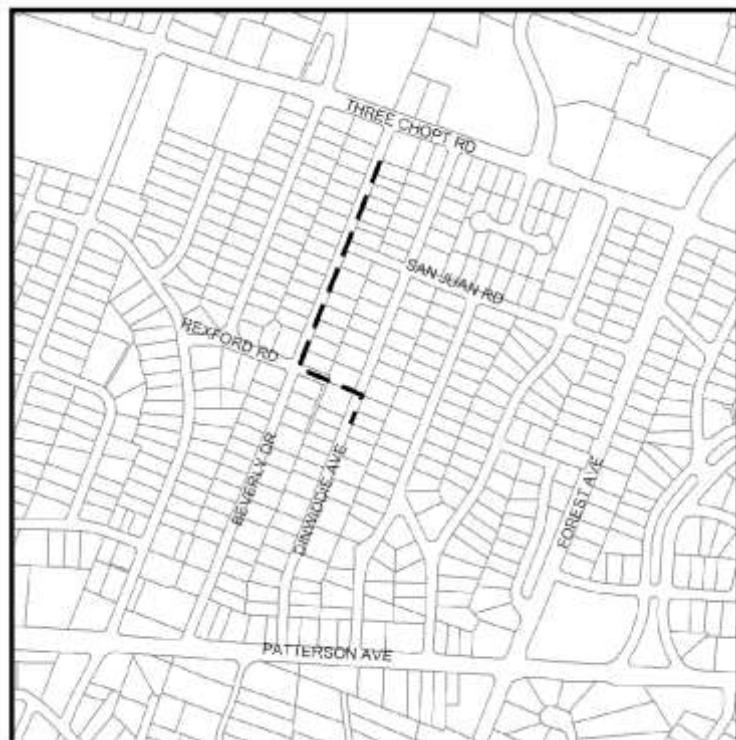 THREE CHOPT RD
SAN JUAN RD
REXFORD RD
BEVERLY DR
DINWIDDIE AVE
FOREST AVE
PATTERSON AVE